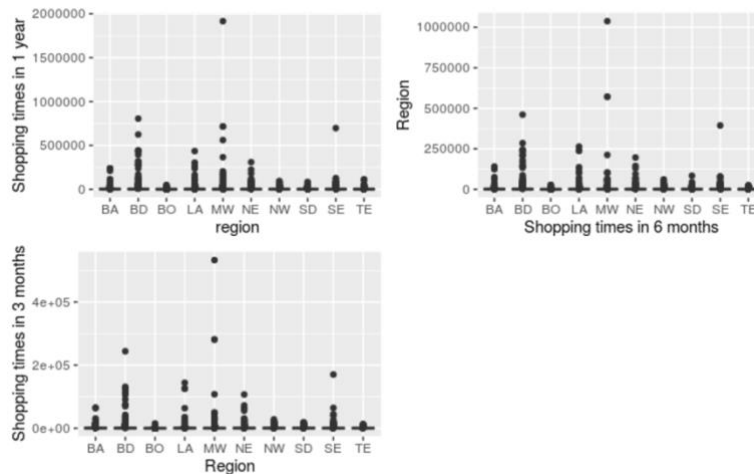 Shopping times in 1 year
2000000
1500000
1000000
500000
0
BA BD BO LA MW NE NW SD SE TE
region
Region
1000000
750000
500000
250000
0
BA BD BO LA MW NE NW SD SE TE
Shopping times in 6 months
Shopping times in 3 months
4e+05
2e+05
0e+00
BA BD BO LA MW NE NW SD SE TE
Region